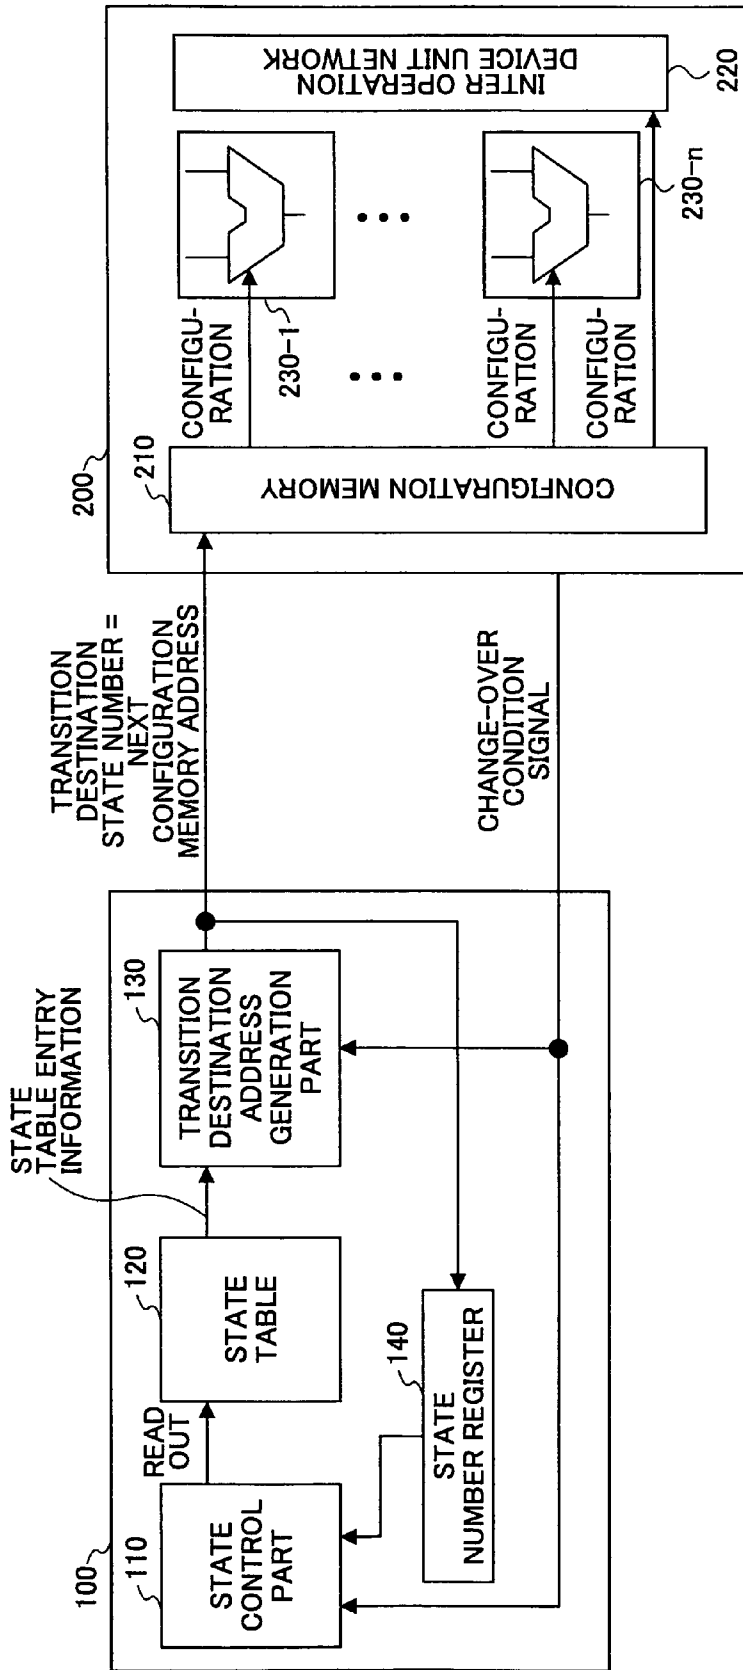 100
110
STATE
CONTROL
PART
READ
OUT
120
STATE
TABLE
STATE
TABLE ENTRY
INFORMATION
130
TRANSITION
DESTINATION
ADDRESS
GENERATION
PART
140
STATE
NUMBER REGISTER
TRANSITION
DESTINATION
STATE NUMBER =
NEXT
CONFIGURATION
MEMORY ADDRESS
CHANGE-OVER
CONDITION
SIGNAL
200
210
CONFIGURATION MEMORY
CONFIGU-
RATION
230-1
CONFIGU-
RATION
230-n
CONFIGU-
RATION
INTER OPERATION
DEVICE UNIT NETWORK
220